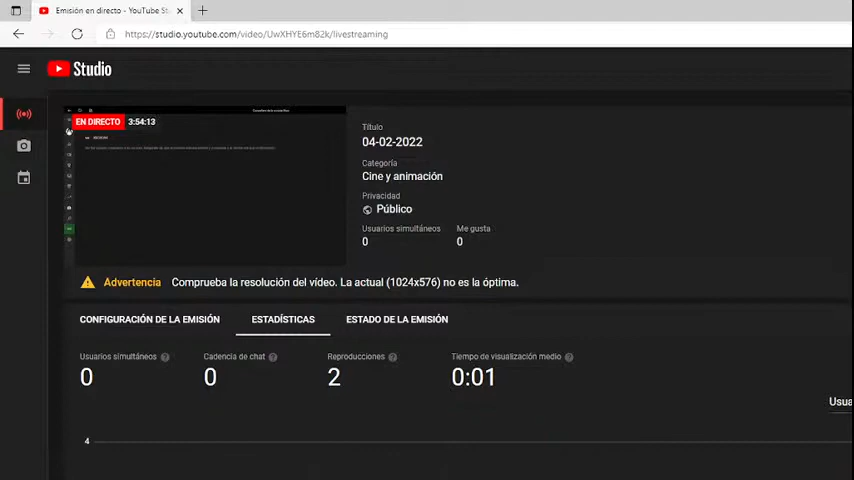 Emisión en directo - YouTube St
https://studio.youtube.com/video/UwXHYE6m82k/livestreaming
Studio
EN DIRECTO 3:54:13
Título
04-02-2022
Categoría
Cine y animación
Privacidad
Público
Usuarios simultáneos Me gusta
0 0
Advertencia Comprueba la resolución del vídeo. La actual (1024x576) no es la óptima.
CONFIGURACIÓN DE LA EMISIÓN ESTADÍSTICAS ESTADO DE LA EMISIÓN
Usuarios simultáneos Cadencia de chat Reproducciones Tiempo de visualización medio
0 0 2 0:01
Usua
4